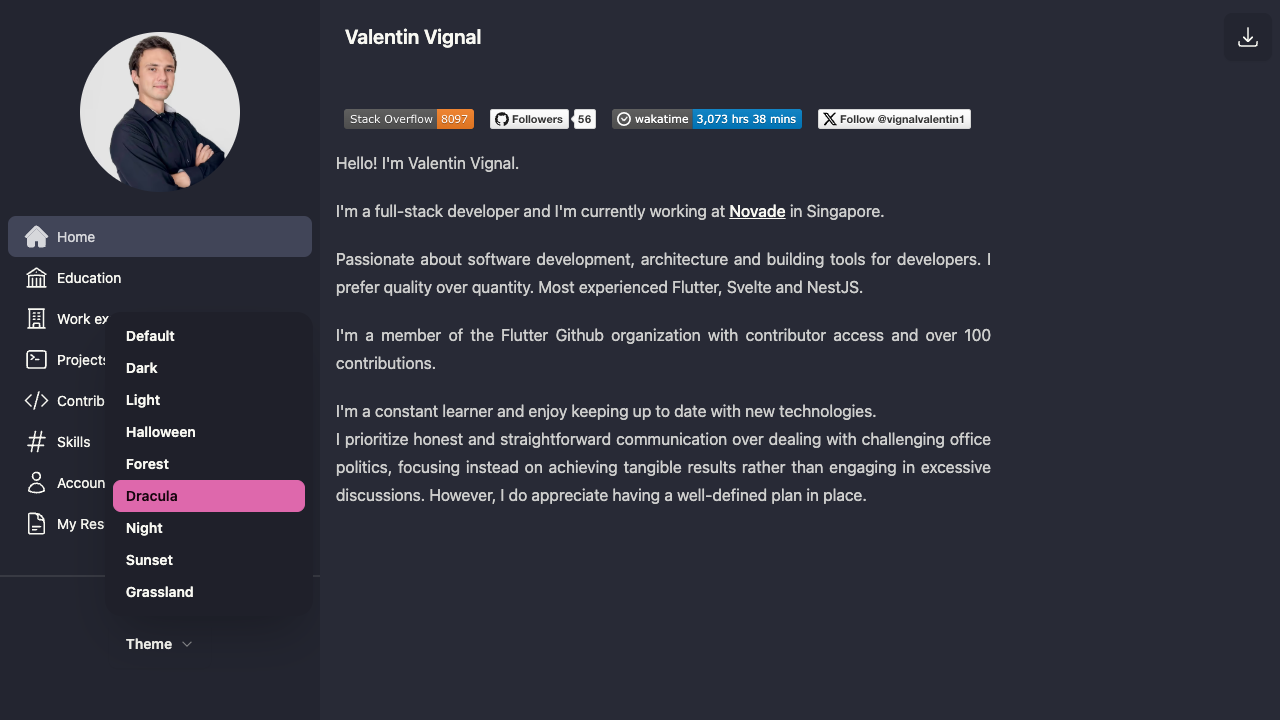 Valentin Vignal
Stack Overflow 8097 Followers 56 wakatime 3,073 hrs 38 mins Follow @vignalvalentin1
Hello! I'm Valentin Vignal.
I'm a full-stack developer and I'm currently working at Novade in Singapore.
Passionate about software development, architecture and building tools for developers. I
prefer quality over quantity. Most experienced Flutter, Svelte and NestJS.
I'm a member of the Flutter Github organization with contributor access and over 100
contributions.
I'm a constant learner and enjoy keeping up to date with new technologies.
I prioritize honest and straightforward communication over dealing with challenging office
politics, focusing instead on achieving tangible results rather than engaging in excessive
discussions. However, I do appreciate having a well-defined plan in place.
Home
Education
Work ex
Projects
Contrib
Skills
Accoun
My Res
Default
Dark
Light
Halloween
Forest
Dracula
Night
Sunset
Grassland
Theme